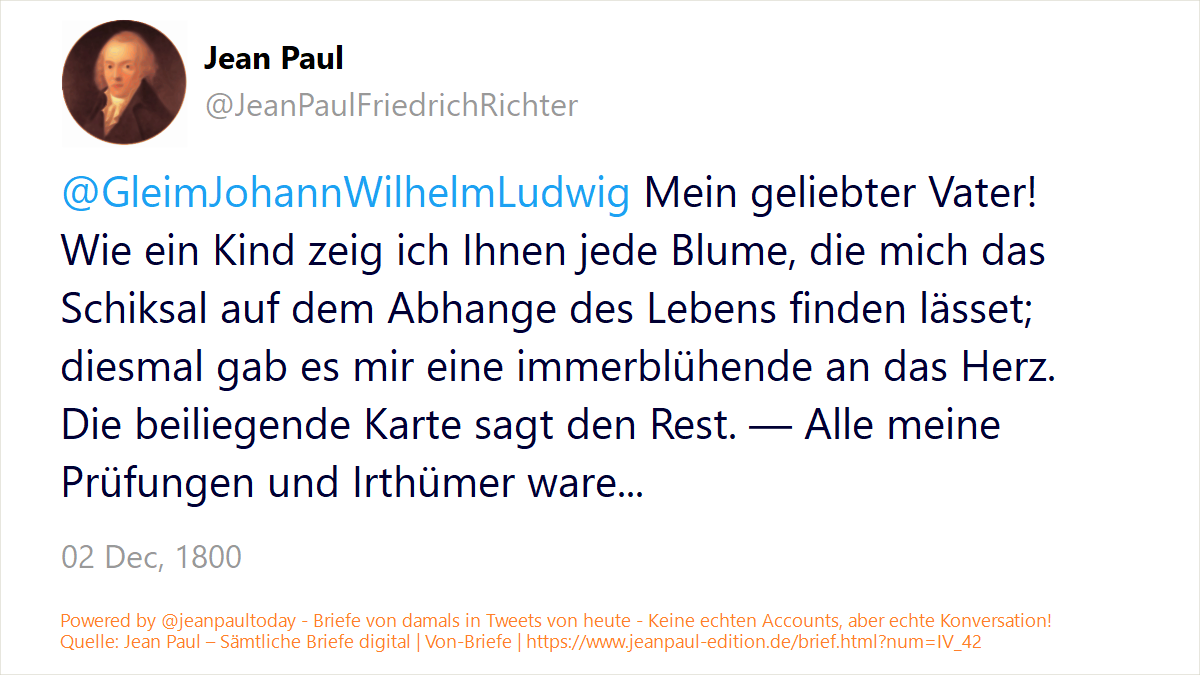 Jean Paul
@JeanPaulFriedrichRichter
@GleimJohannWilhelmLudwig Mein geliebter Vater!
Wie ein Kind zeig ich Ihnen jede Blume, die mich das
Schiksal auf dem Abhange des Lebens finden lässet;
diesmal gab es mir eine immerblühende an das Herz.
Die beiliegende Karte sagt den Rest. — Alle meine
Prüfungen und Irthümer ware...
02 Dec, 1800
Powered by @jeanpaultoday - Briefe von damals in Tweets von heute - Keine echten Accounts, aber echte Konversation!
Quelle: Jean Paul – Sämtliche Briefe digital | Von-Briefe | https://www.jeanpaul-edition.de/brief.html?num=IV_42